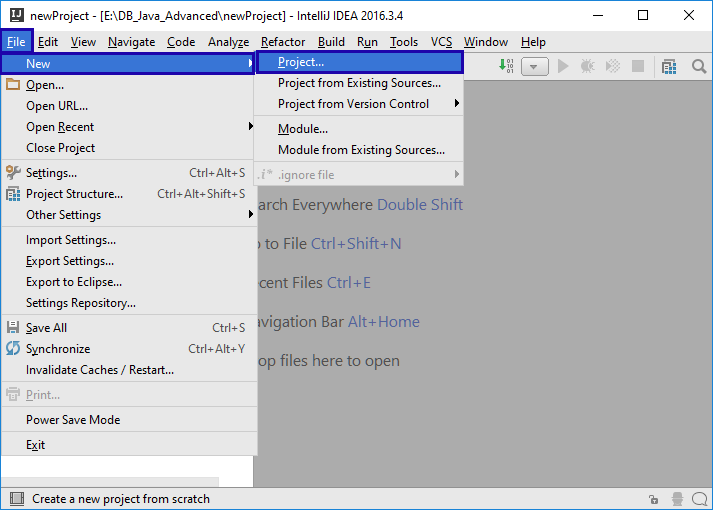 newProject - [E:\DB_Java_Advanced\newProject] - IntelliJ IDEA 2016.3.4
File Edit View Navigate Code Analyze Refactor Build Run Tools VCS Window Help
New
Open...
Open URL...
Open Recent
Close Project
Settings... Ctrl+Alt+S
Project Structure... Ctrl+Alt+Shift+S
Other Settings
Import Settings...
Export Settings...
Export to Eclipse...
Settings Repository...
Save All Ctrl+S
Synchronize Ctrl+Alt+Y
Invalidate Caches / Restart...
Print...
Power Save Mode
Exit
Project...
Project from Existing Sources...
Project from Version Control
Module...
Module from Existing Sources...
.i* .ignore file
arch Everywhere Double Shift
to File Ctrl+Shift+N
cent Files Ctrl+E
avigation Bar Alt+Home
op files here to open
Create a new project from scratch